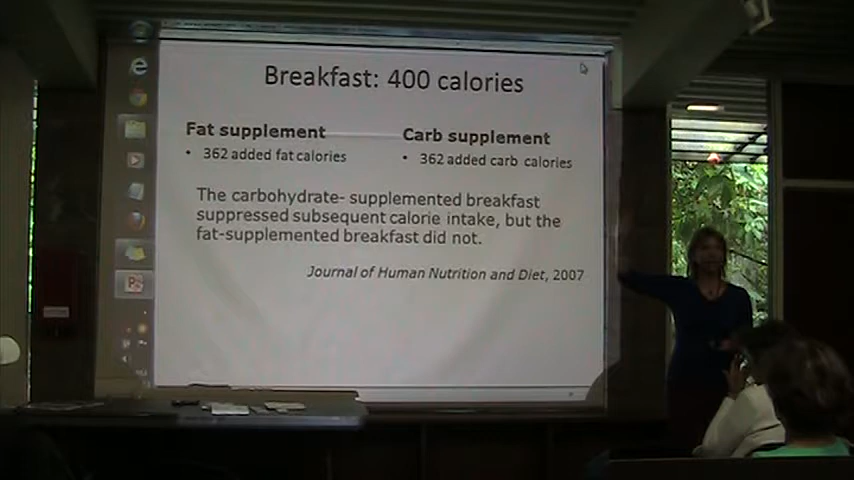 Breakfast: 400 calories
Fat supplement
• 362 added fat calories
Carb supplement
• 362 added carb calories
The carbohydrate- supplemented breakfast
suppressed subsequent calorie intake, but the
fat-supplemented breakfast did not.
Journal of Human Nutrition and Diet, 2007